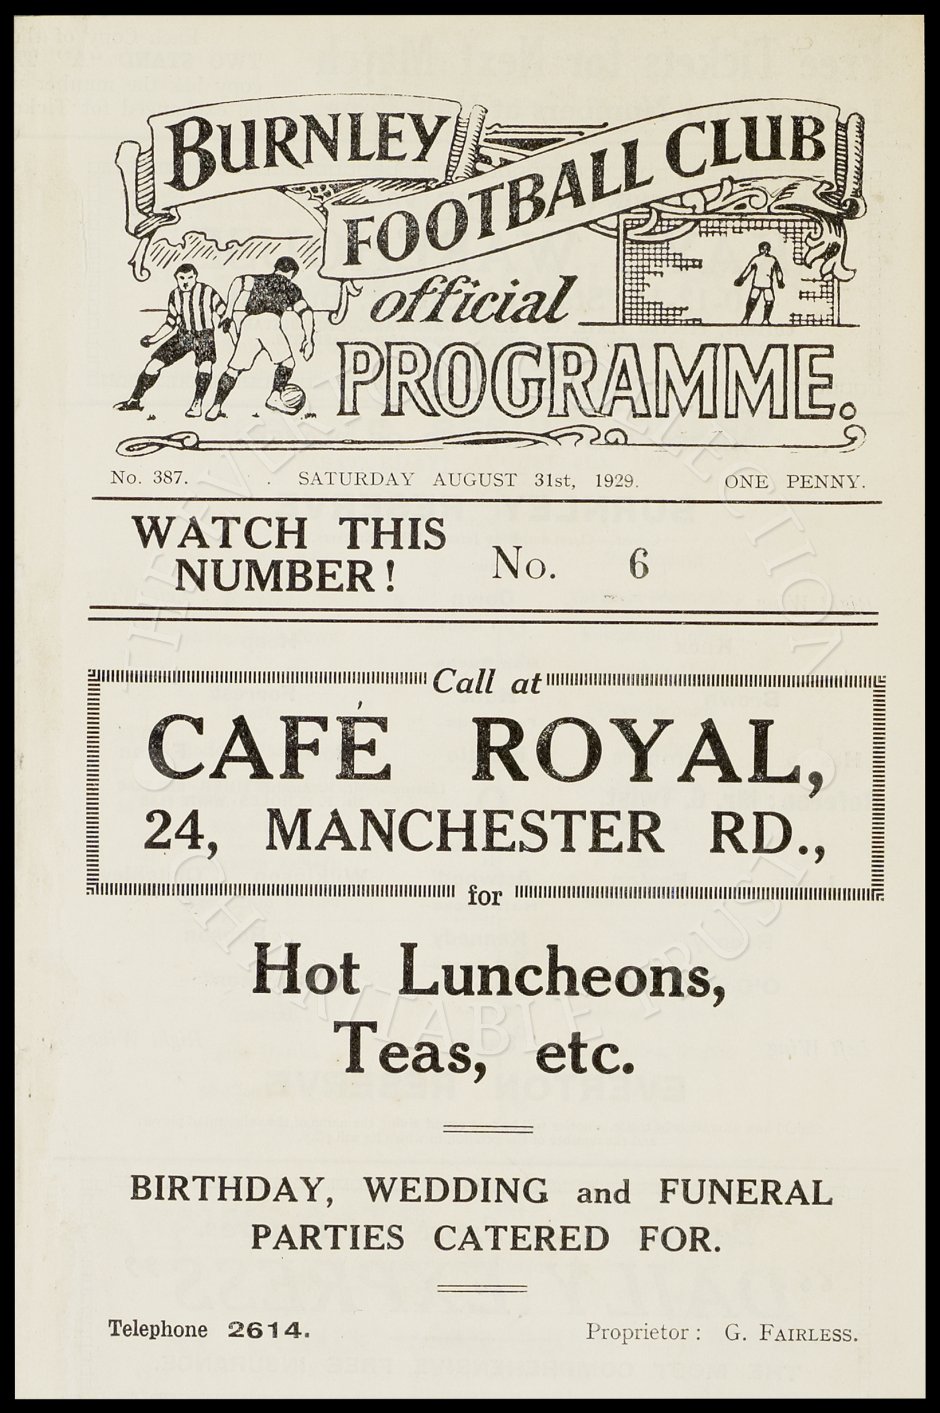 BURNLEY
FOOTBALL CLUB
official
PROGRAMME.
No. 387. SATURDAY AUGUST 31st, 1929. ONE PENNY.
WATCH THIS
NUMBER! No. 6
Call at
CAFÉ ROYAL,
24, MANCHESTER RD.,
for
Hot Luncheons,
Teas, etc.
BIRTHDAY, WEDDING and FUNERAL
PARTIES CATERED FOR.
Telephone 2614. Proprietor : G. FAIRLESS.